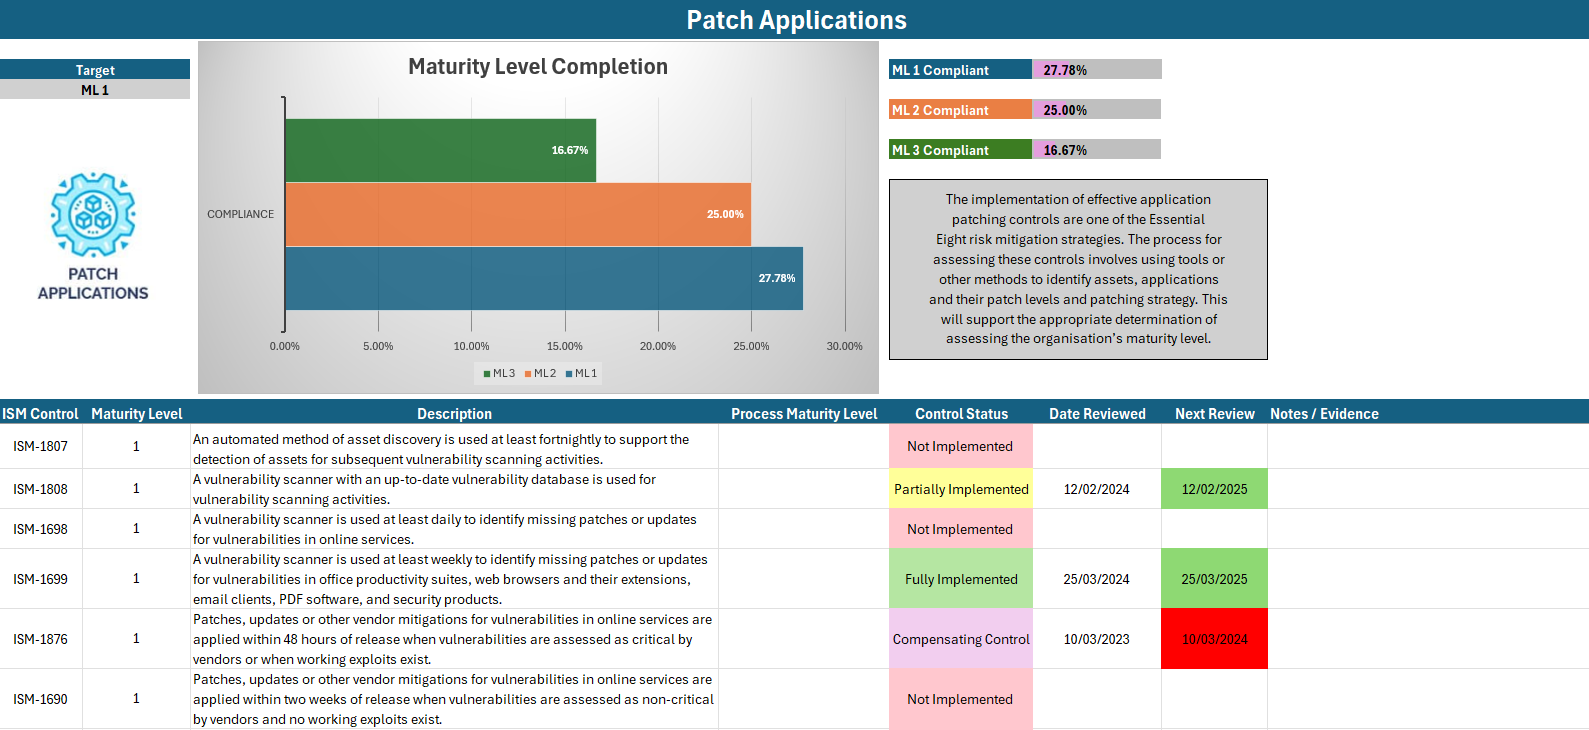 Patch Applications
Target
ML 1
PATCH
APPLICATIONS
Maturity Level Completion
16.67%
25.00%
27.78%
COMPLIANCE
0.00% 5.00% 10.00% 15.00% 20.00% 25.00% 30.00%
ML3 ML2 ML1
ML 1 Compliant 27.78%
ML 2 Compliant 25.00%
ML 3 Compliant 16.67%
The implementation of effective application
patching controls are one of the Essential
Eight risk mitigation strategies. The process for
assessing these controls involves using tools or
other methods to identify assets, applications
and their patch levels and patching strategy. This
will support the appropriate determination of
assessing the organisation's maturity level.
ISM Control Maturity Level Description Process Maturity Level Control Status Date Reviewed Next Review Notes / Evidence
ISM-1807 1
An automated method of asset discovery is used at least fortnightly to support the
detection of assets for subsequent vulnerability scanning activities.
Not Implemented
ISM-1808 1
A vulnerability scanner with an up-to-date vulnerability database is used for
vulnerability scanning activities.
Partially Implemented 12/02/2024 12/02/2025
ISM-1698 1
A vulnerability scanner is used at least daily to identify missing patches or updates
for vulnerabilities in online services.
Not Implemented
ISM-1699 1
A vulnerability scanner is used at least weekly to identify missing patches or updates
for vulnerabilities in office productivity suites, web browsers and their extensions,
email clients, PDF software, and security products.
Fully Implemented 25/03/2024 25/03/2025
ISM-1876 1
Patches, updates or other vendor mitigations for vulnerabilities in online services are
applied within 48 hours of release when vulnerabilities are assessed as critical by
vendors or when working exploits exist.
Compensating Control 10/03/2023 10/03/2024
ISM-1690 1
Patches, updates or other vendor mitigations for vulnerabilities in online services are
applied within two weeks of release when vulnerabilities are assessed as non-critical
by vendors and no working exploits exist.
Not Implemented